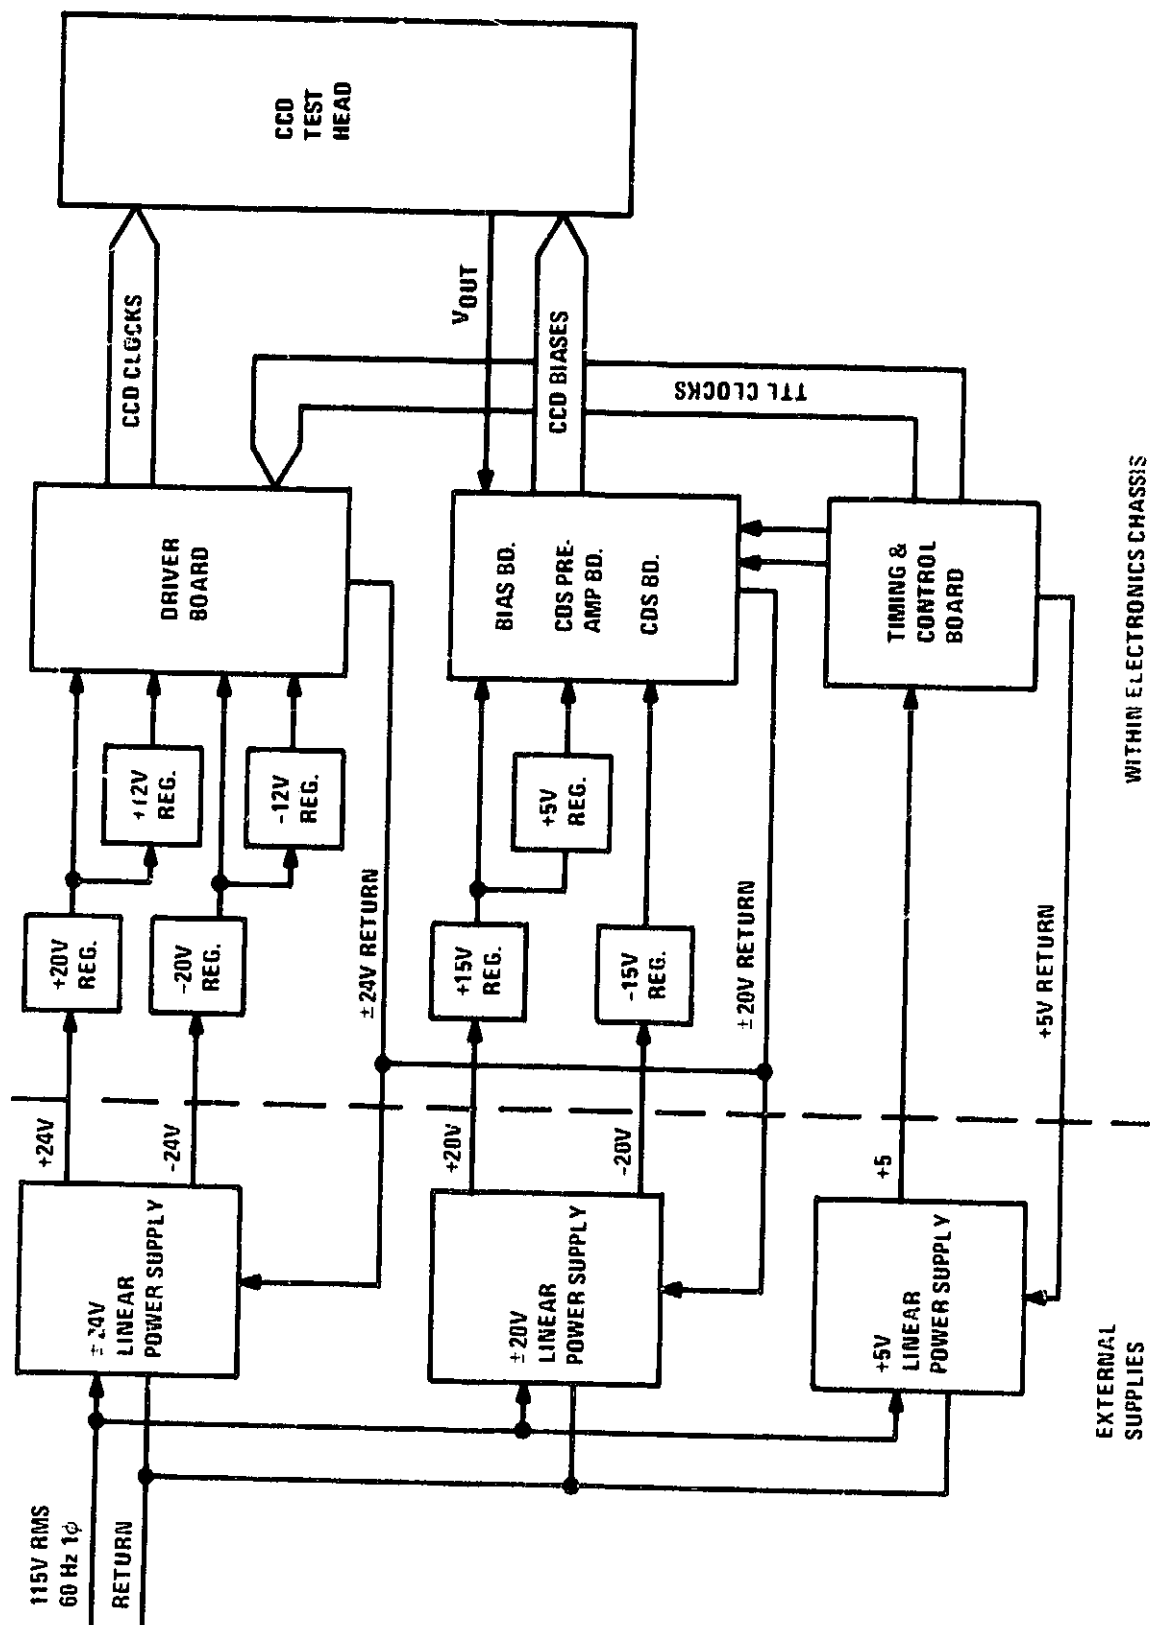 115V RMS
60 Hz 1ϕ
RETURN
±24V
LINEAR
POWER SUPPLY
+24V
-24V
+20V
REG.
-20V
REG.
+12V
REG.
-12V
REG.
DRIVER
BOARD
±24V RETURN
CCD CLOCKS
CCD
TEST
HEAD
±20V
LINEAR
POWER SUPPLY
+20V
-20V
+15V
REG.
-15V
REG.
+5V
REG.
BIAS BD.
CDS PRE-
AMP BD.
CDS BD.
±20V RETURN
VOUT
CCD BIASES
TTL CLOCKS
+5V
LINEAR
POWER SUPPLY
+5
TIMING &
CONTROL
BOARD
+5V RETURN
EXTERNAL
SUPPLIES
WITHIN ELECTRONICS CHASSIS